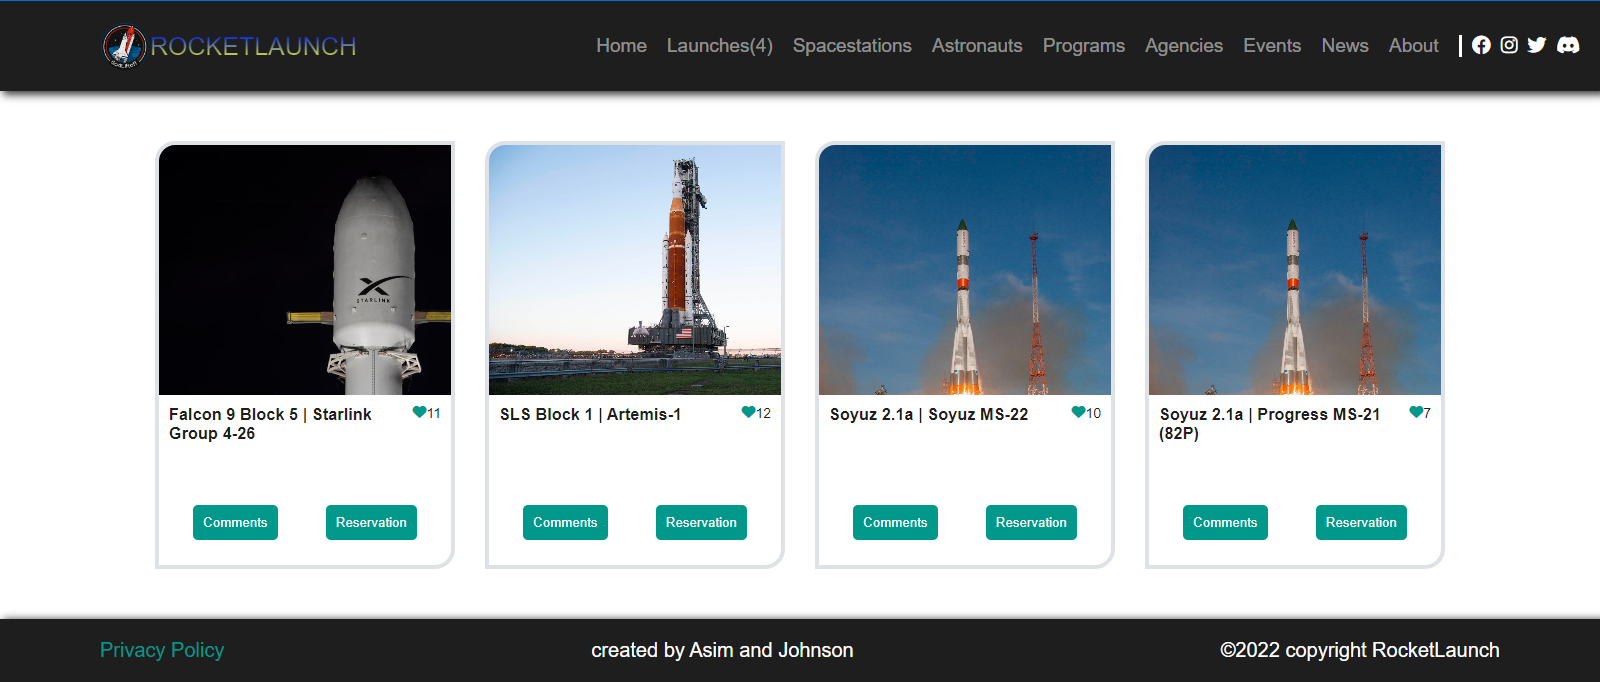 ROCKETLAUNCH
Home Launches(4) Spacestations Astronauts Programs Agencies Events News About
STARLINK
Falcon 9 Block 5 | Starlink
Group 4-26
11
Comments Reservation
SLS Block 1 | Artemis-1
12
Comments Reservation
Soyuz 2.1a | Soyuz MS-22
10
Comments Reservation
Soyuz 2.1a | Progress MS-21
(82P)
7
Comments Reservation
Privacy Policy
created by Asim and Johnson
©2022 copyright RocketLaunch